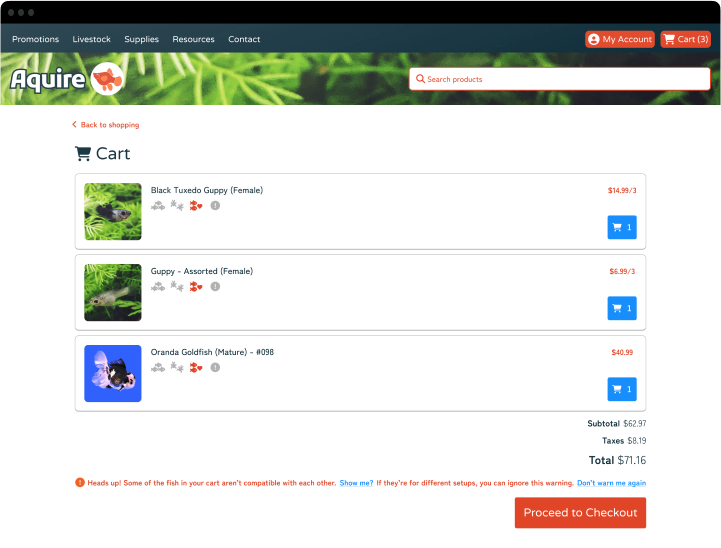 Promotions Livestock Supplies Resources Contact My Account Cart (3)
Aquire
Search products
Back to shopping
Cart
Black Tuxedo Guppy (Female) $14.99/3
1
Guppy - Assorted (Female) $6.99/3
1
Oranda Goldfish (Mature) - #098 $40.99
1
Subtotal $62.97
Taxes $8.19
Total $71.16
Heads up! Some of the fish in your cart aren't compatible with each other. Show me? If they're for different setups, you can ignore this warning. Don't warn me again
Proceed to Checkout